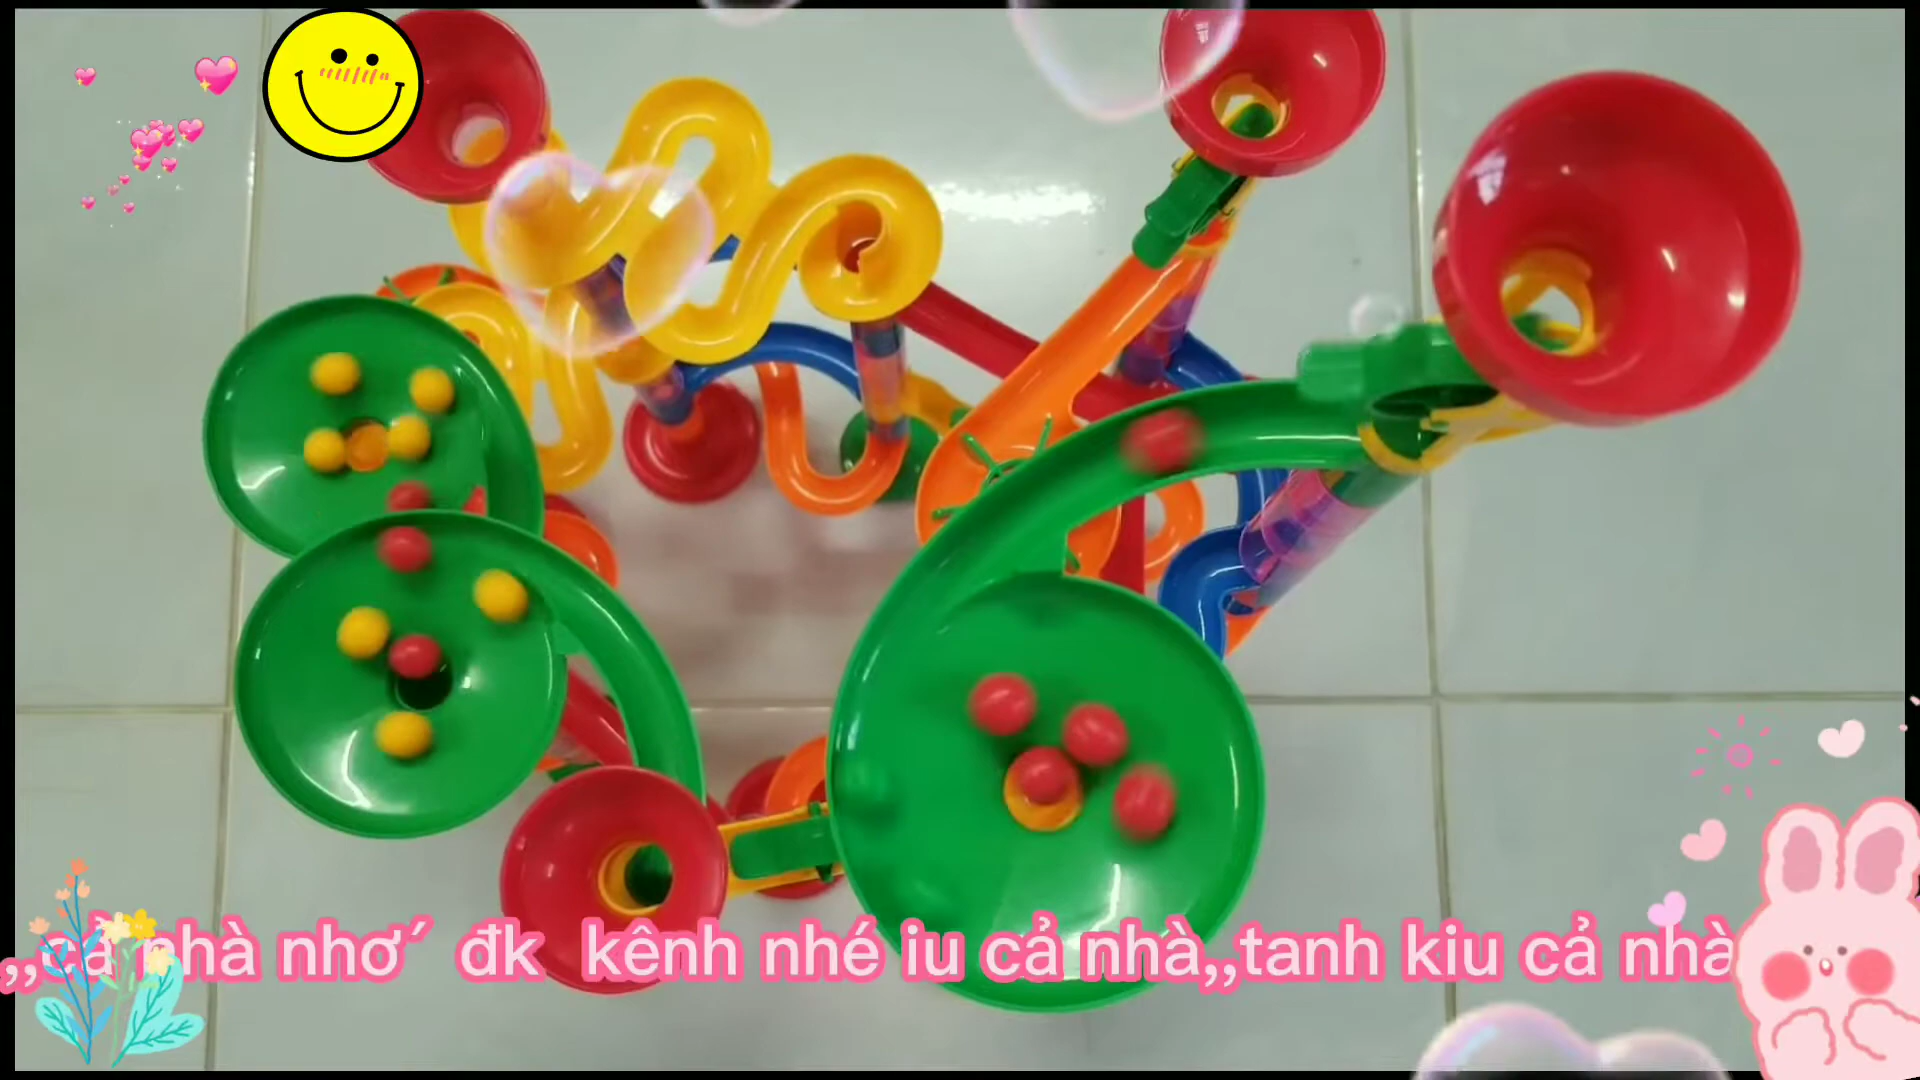 ,,cả nhà nhơ´ đk kênh nhé iu cả nhà,,tanh kiu cả nhà